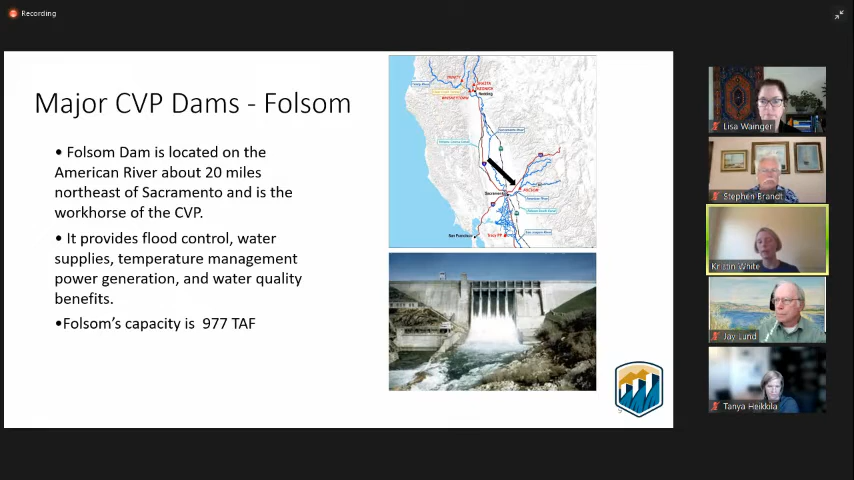 Recording
Major CVP Dams - Folsom
• Folsom Dam is located on the
American River about 20 miles
northeast of Sacramento and is the
workhorse of the CVP.
• It provides flood control, water
supplies, temperature management
power generation, and water quality
benefits.
•Folsom's capacity is 977 TAF
Redding
Sacramento
San Francisco
Lisa Wainger
Stephen Brandt
Kristin White
Jay Lund
Tanya Heikkila